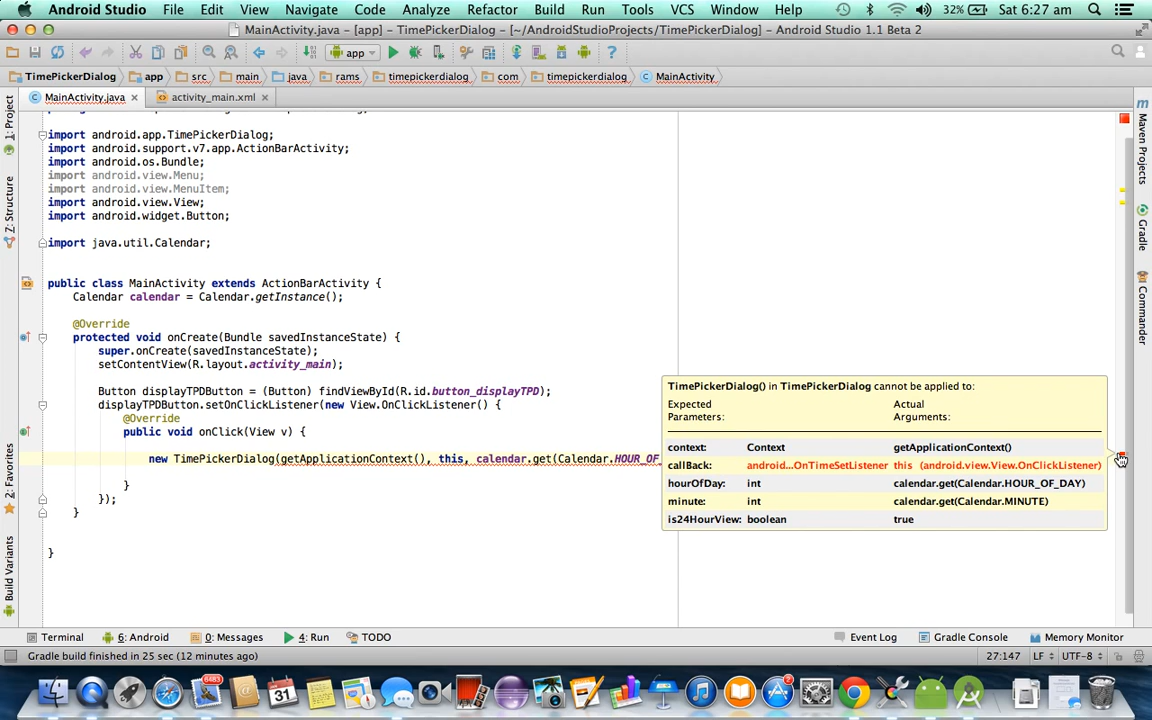 Android Studio File Edit View Navigate Code Analyze Refactor Build Run Tools VCS Window Help 32% Sat 6:27 am
MainActivity.java - [app] - TimePickerDialog - [~/AndroidStudioProjects/TimePickerDialog] - Android Studio 1.1 Beta 2
app
TimePickerDialog app src main java rams timepickerdialog com timepickerdialog MainActivity
MainActivity.java activity_main.xml
1: Project
Z: Structure
2: Favorites
Build Variants
import android.app.TimePickerDialog;
import android.support.v7.app.ActionBarActivity;
import android.os.Bundle;
import android.view.Menu;
import android.view.MenuItem;
import android.view.View;
import android.widget.Button;
import java.util.Calendar;
public class MainActivity extends ActionBarActivity {
Calendar calendar = Calendar.getInstance();
@Override
protected void onCreate(Bundle savedInstanceState) {
super.onCreate(savedInstanceState);
setContentView(R.layout.activity_main);
Button displayTPDButton = (Button) findViewById(R.id.button_displayTPD);
displayTPDButton.setOnClickListener(new View.OnClickListener() {
@Override
public void onClick(View v) {
new TimePickerDialog(getApplicationContext(), this, calendar.get(Calendar.HOUR_OF
}
});
}
}
TimePickerDialog() in TimePickerDialog cannot be applied to:
Expected Actual
Parameters: Arguments:
context: Context getApplicationContext()
callBack: android...OnTimeSetListener this (android.view.View.OnClickListener)
hourOfDay: int calendar.get(Calendar.HOUR_OF_DAY)
minute: int calendar.get(Calendar.MINUTE)
is24HourView: boolean true
Maven Projects
Gradle
Commander
Terminal 6: Android 0: Messages 4: Run TODO Event Log Gradle Console Memory Monitor
Gradle build finished in 25 sec (12 minutes ago) 27:147 LF UTF-8
6483
31